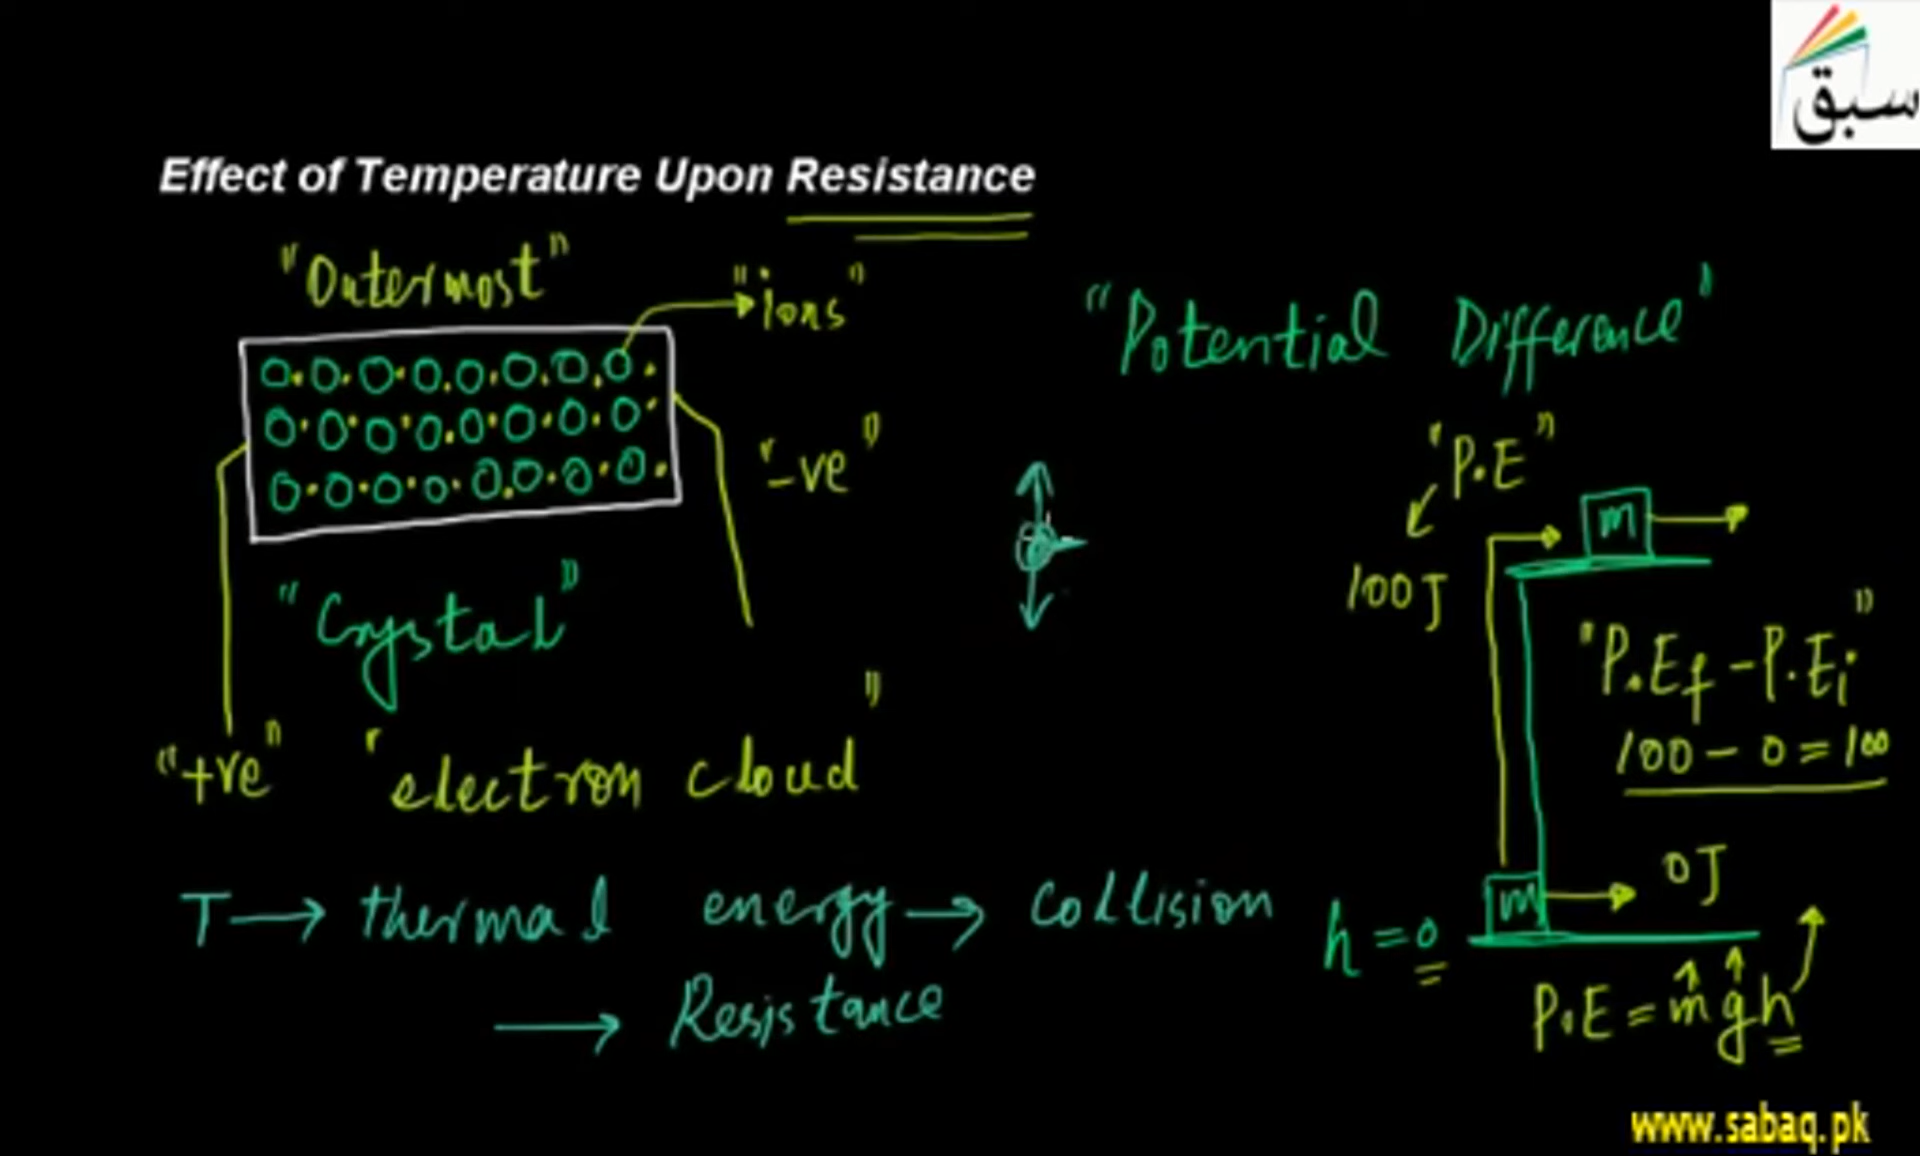 سبق
Effect of Temperature Upon Resistance
"Outermost"
"ions"
"Potential Difference"
"-ve"
"P.E"
m
100J
"Crystal"
"P.Ef - P.Ei"
100 - 0 = 100
"+ve"
"electron cloud"
T → thermal energy → Collision
→ Resistance
0J
m
h = 0
P.E = mgh
www.sabaq.pk